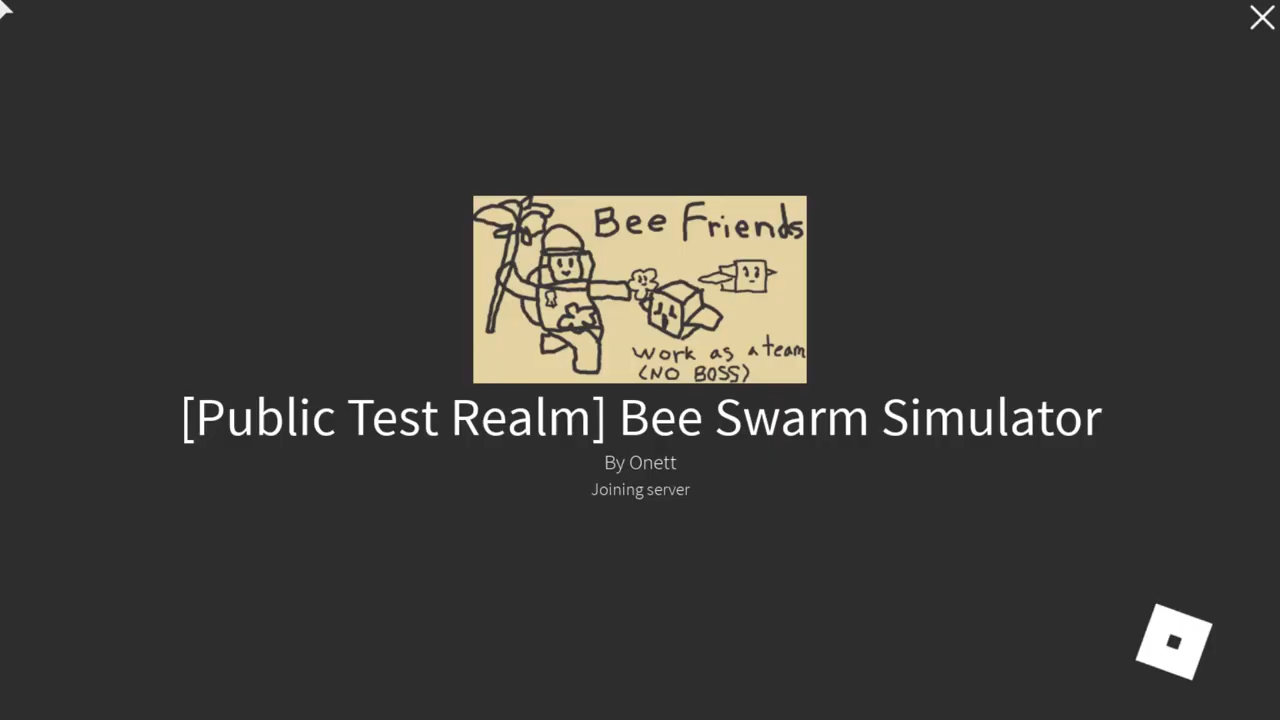 Bee Friends
work as a team
(NO BOSS)
[Public Test Realm] Bee Swarm Simulator
By Onett
Joining server